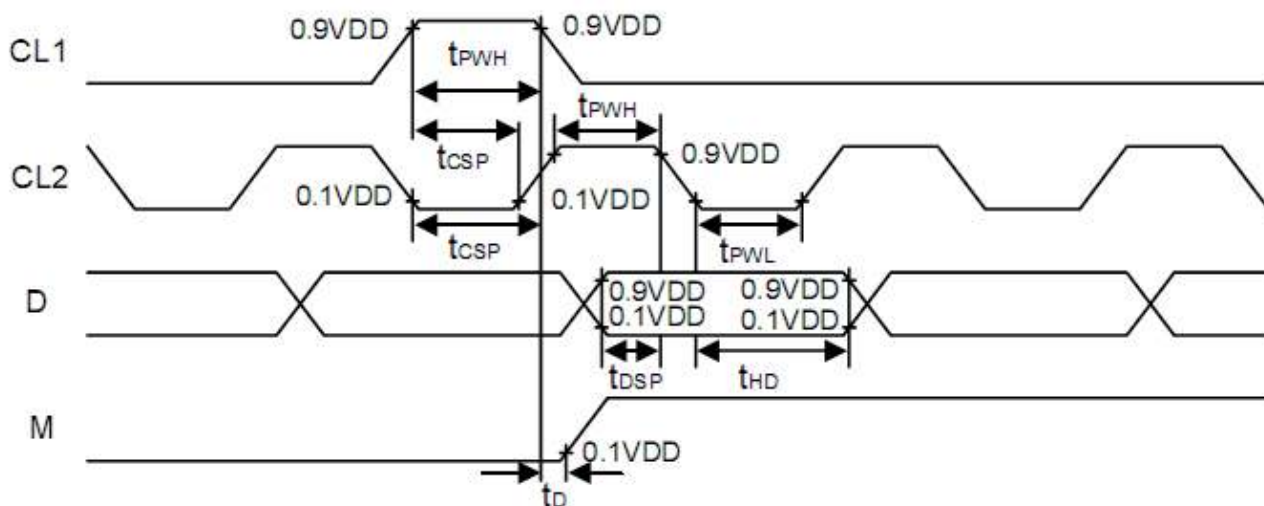 CL1
0.9VDD
0.9VDD
tPWH
tPWH
tCSP
CL2
0.9VDD
0.1VDD
0.1VDD
tCSP
tPWL
D
0.9VDD
0.9VDD
0.1VDD
0.1VDD
tDSP
tHD
M
0.1VDD
tD